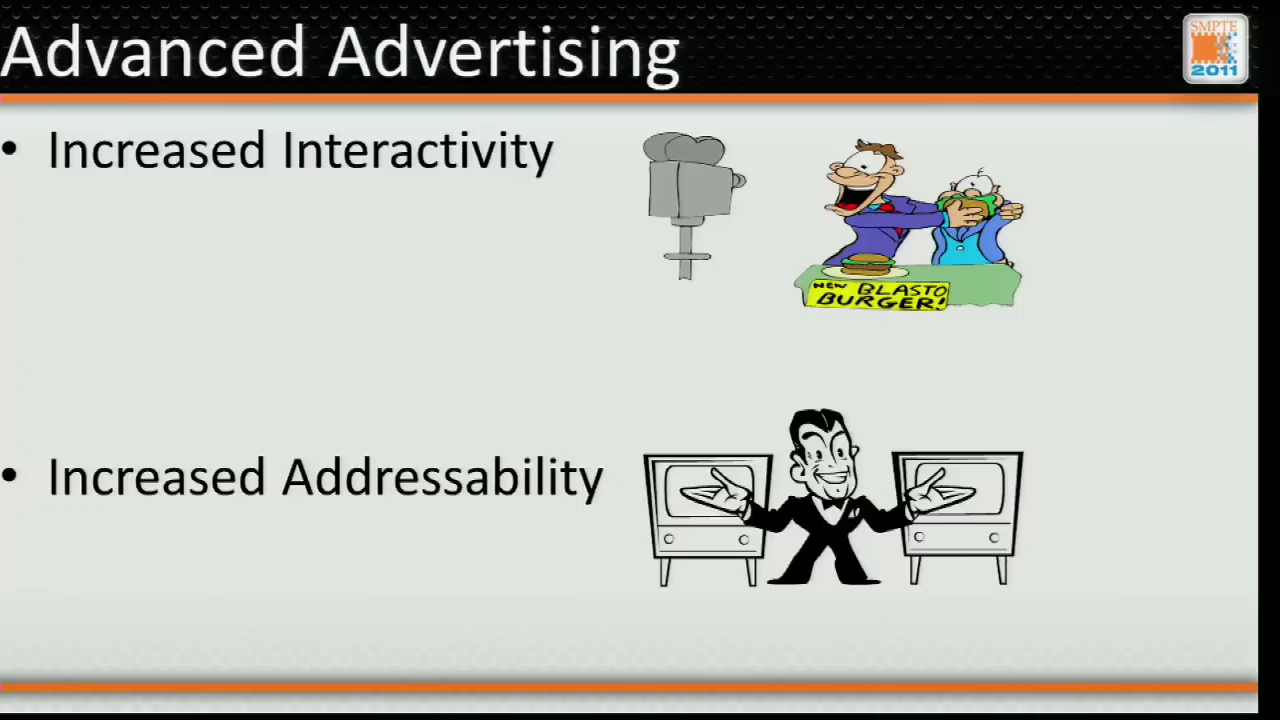 Advanced Advertising
SMPTE
2011
• Increased Interactivity
NEW BLASTO
BURGER!
• Increased Addressability